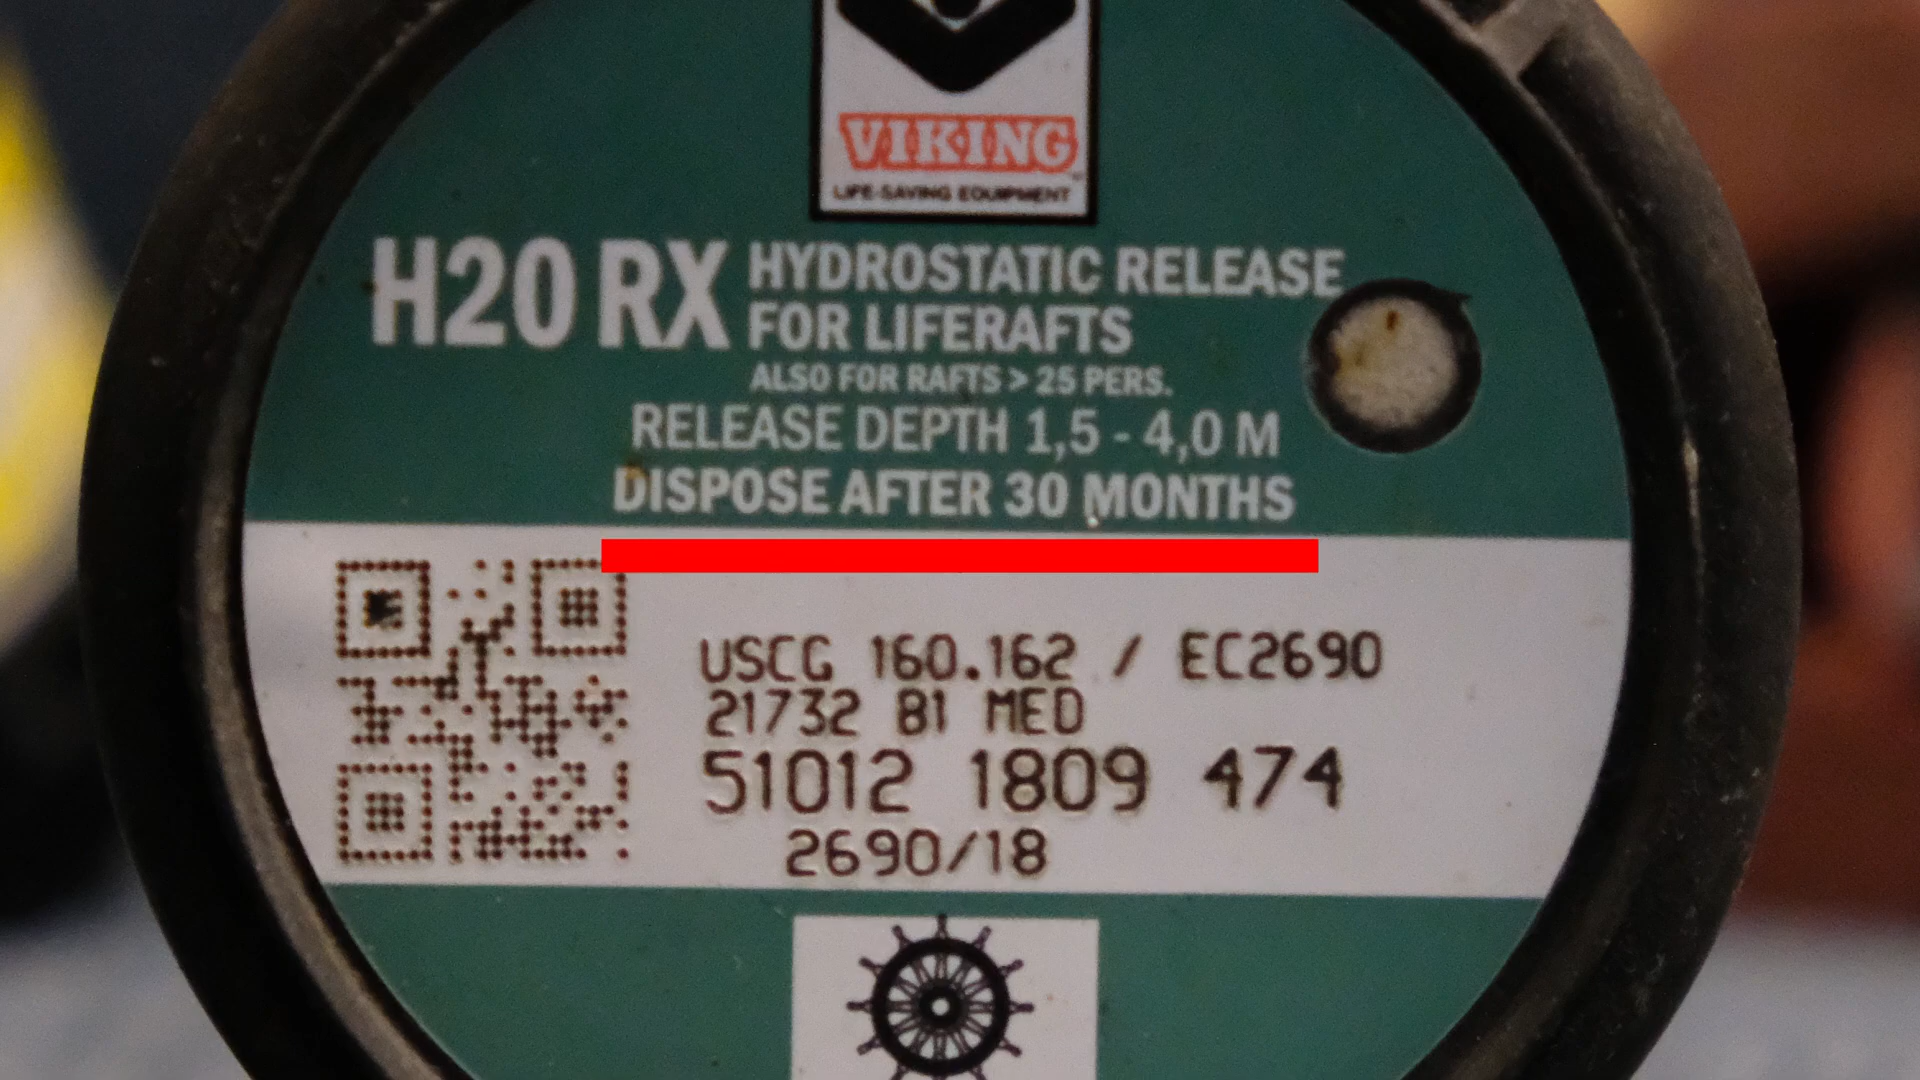 VIKING
LIFE-SAVING EQUIPMENT
H20 RX
HYDROSTATIC RELEASE
FOR LIFERAFTS
ALSO FOR RAFTS > 25 PERS.
RELEASE DEPTH 1,5 - 4,0 M
DISPOSE AFTER 30 MONTHS
USCG 160.162 / EC2690
21732 B1 MED
51012 1809 474
2690/18